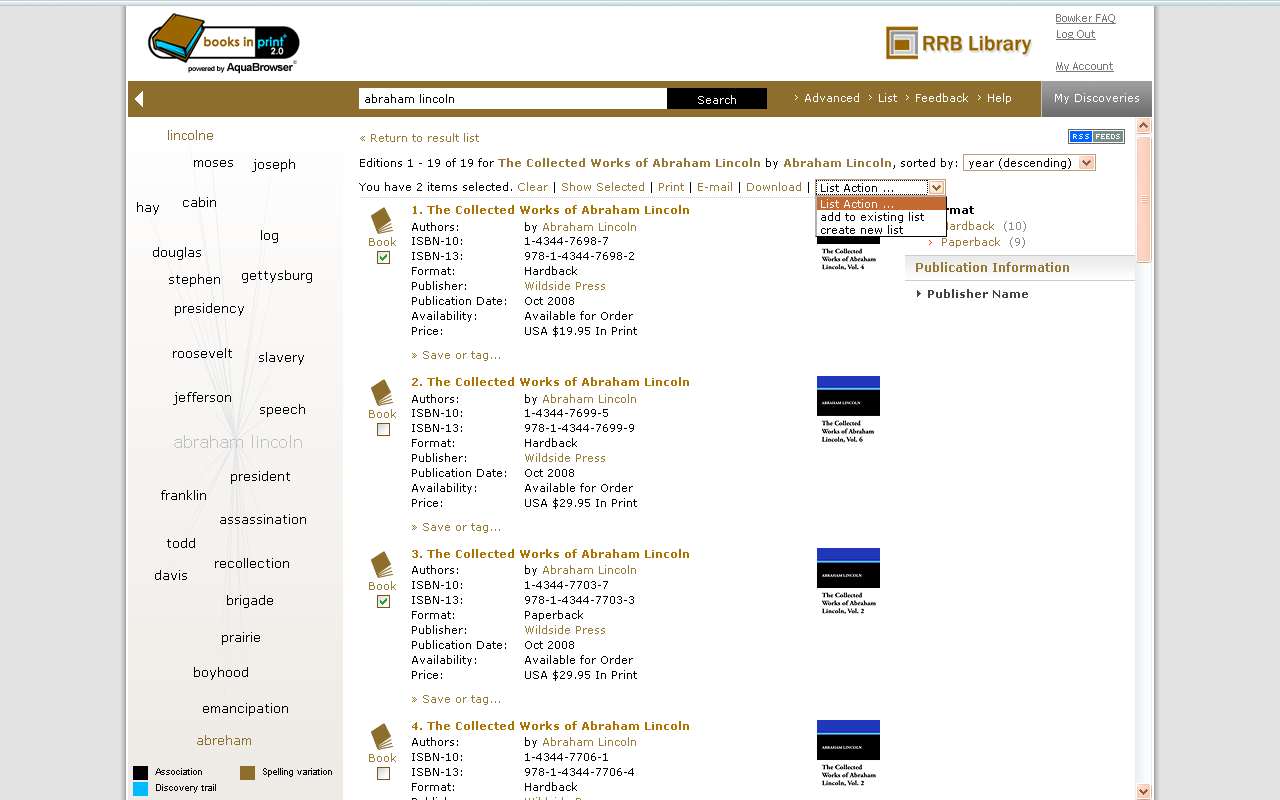 books in print 2.0
powered by AquaBrowser
RRB Library
Bowker FAQ
Log Out
My Account
abraham lincoln
Search
› Advanced › List › Feedback › Help
My Discoveries
« Return to result list
RSS FEEDS
Editions 1 - 19 of 19 for The Collected Works of Abraham Lincoln by Abraham Lincoln, sorted by: year (descending)
You have 2 items selected. Clear | Show Selected | Print | E-mail | Download | List Action ...
List Action ...
add to existing list
create new list
Hardback (10)
› Paperback (9)
Publication Information
Publisher Name
lincolne
moses
joseph
cabin
hay
log
douglas
stephen
gettysburg
presidency
roosevelt
slavery
jefferson
speech
abraham lincoln
president
franklin
assassination
todd
recollection
davis
brigade
prairie
boyhood
emancipation
abreham
Association
Spelling variation
Discovery trail
Book
1. The Collected Works of Abraham Lincoln
Authors: by Abraham Lincoln
ISBN-10: 1-4344-7698-7
ISBN-13: 978-1-4344-7698-2
Format: Hardback
Publisher: Wildside Press
Publication Date: Oct 2008
Availability: Available for Order
Price: USA $19.95 In Print
» Save or tag...
The Collected
Works of Abraham
Lincoln, Vol. 4
Book
2. The Collected Works of Abraham Lincoln
Authors: by Abraham Lincoln
ISBN-10: 1-4344-7699-5
ISBN-13: 978-1-4344-7699-9
Format: Hardback
Publisher: Wildside Press
Publication Date: Oct 2008
Availability: Available for Order
Price: USA $29.95 In Print
» Save or tag...
ABRAHAM LINCOLN
The Collected
Works of Abraham
Lincoln, Vol. 6
Book
3. The Collected Works of Abraham Lincoln
Authors: by Abraham Lincoln
ISBN-10: 1-4344-7703-7
ISBN-13: 978-1-4344-7703-3
Format: Paperback
Publisher: Wildside Press
Publication Date: Oct 2008
Availability: Available for Order
Price: USA $29.95 In Print
» Save or tag...
ABRAHAM LINCOLN
The Collected
Works of Abraham
Lincoln, Vol. 2
Book
4. The Collected Works of Abraham Lincoln
Authors: by Abraham Lincoln
ISBN-10: 1-4344-7706-1
ISBN-13: 978-1-4344-7706-4
Format: Hardback
ABRAHAM LINCOLN
The Collected
Works of Abraham
Lincoln, Vol. 2